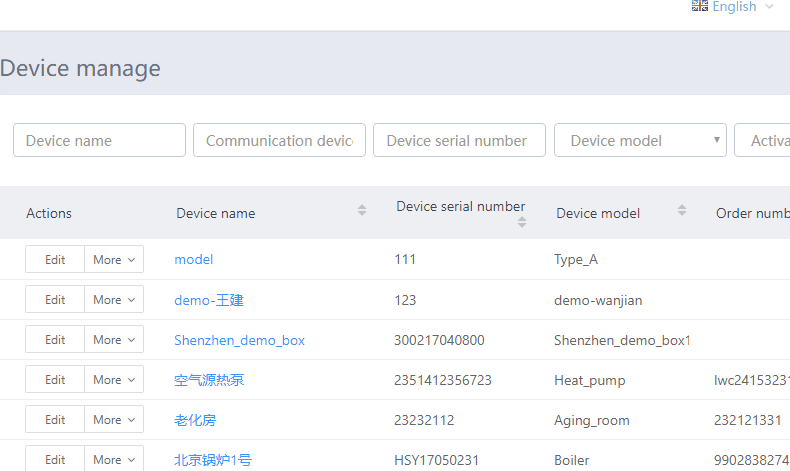 English
Device manage
Device name Communication device Device serial number Device model Activa
Actions Device name Device serial number Device model Order numb
Edit More model 111 Type_A
Edit More demo-王建 123 demo-wanjian
Edit More Shenzhen_demo_box 300217040800 Shenzhen_demo_box1
Edit More 空气源热泵 2351412356723 Heat_pump lwc24153231
Edit More 老化房 23232112 Aging_room 232121331
Edit More 北京锅炉1号 HSY17050231 Boiler 9902838274